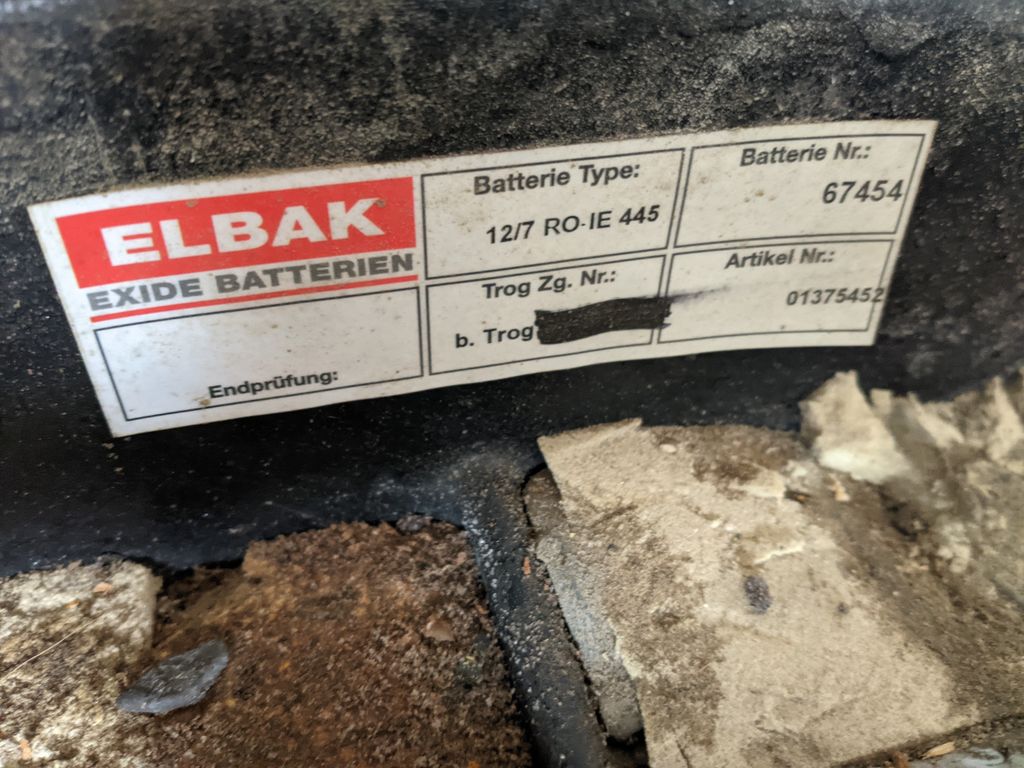 ELBAK
EXIDE BATTERIEN
Endprüfung:
Batterie Type:
12/7 RO-IE 445
Trog Zg. Nr.:
b. Trog
Batterie Nr.:
67454
Artikel Nr.:
01375452